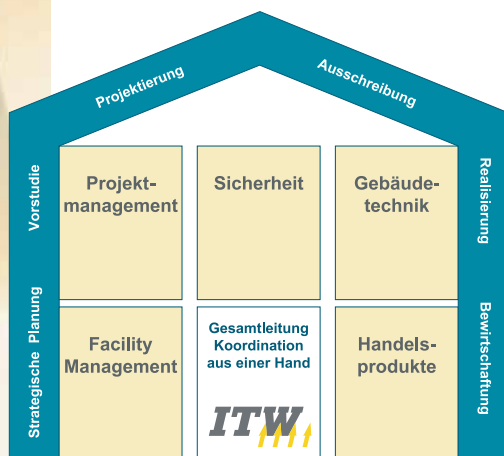 Projektierung
Ausschreibung
Vorstudie
Strategische Planung
Realisierung
Bewirtschaftung
Projekt-
management
Sicherheit
Gebäude-
technik
Facility
Management
Gesamtleitung
Koordination
aus einer Hand
ITW
Handels-
produkte